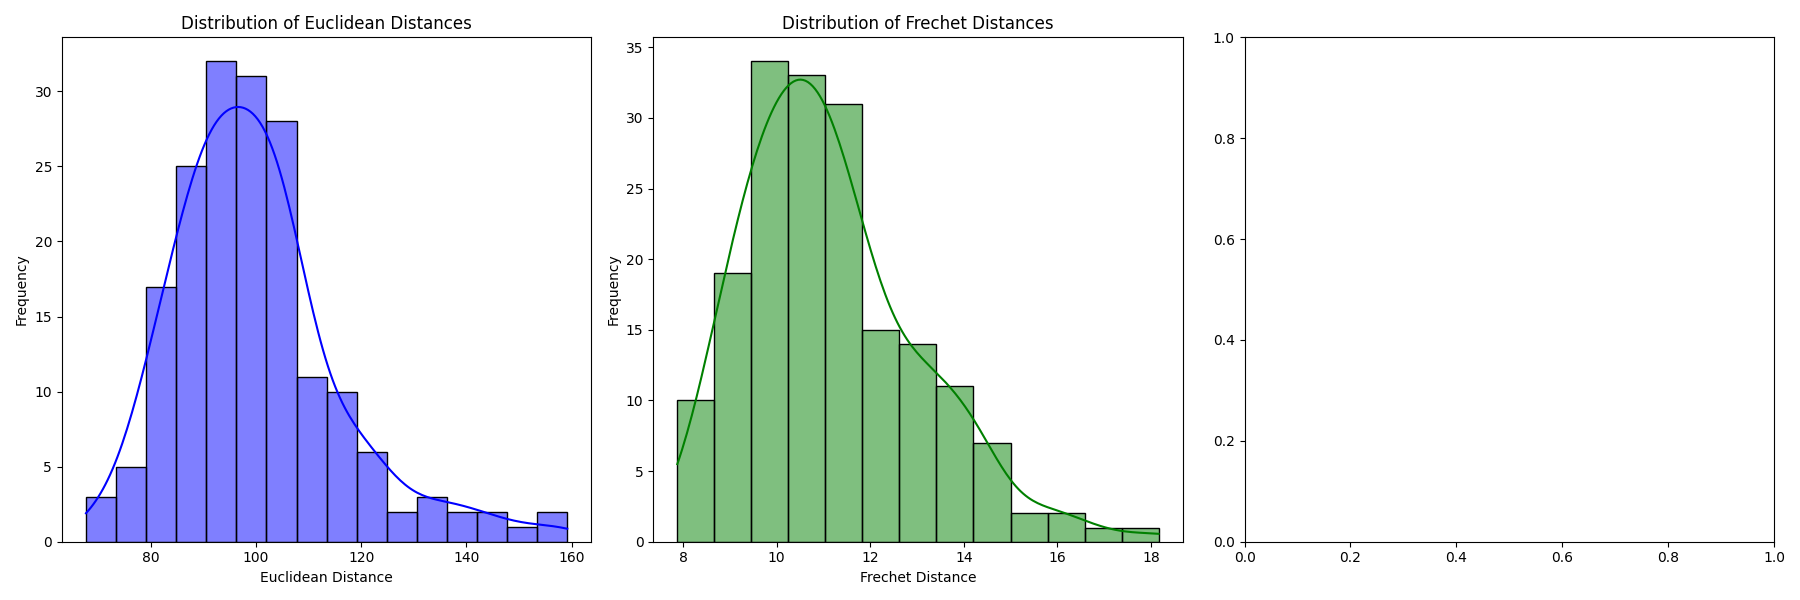 Distribution of Euclidean Distances
30
25
20
15
10
5
0
Frequency
80 100 120 140 160
Euclidean Distance
Distribution of Frechet Distances
35
30
25
20
15
10
5
0
Frequency
8 10 12 14 16 18
Frechet Distance
1.0
0.8
0.6
0.4
0.2
0.0
0.0 0.2 0.4 0.6 0.8 1.0